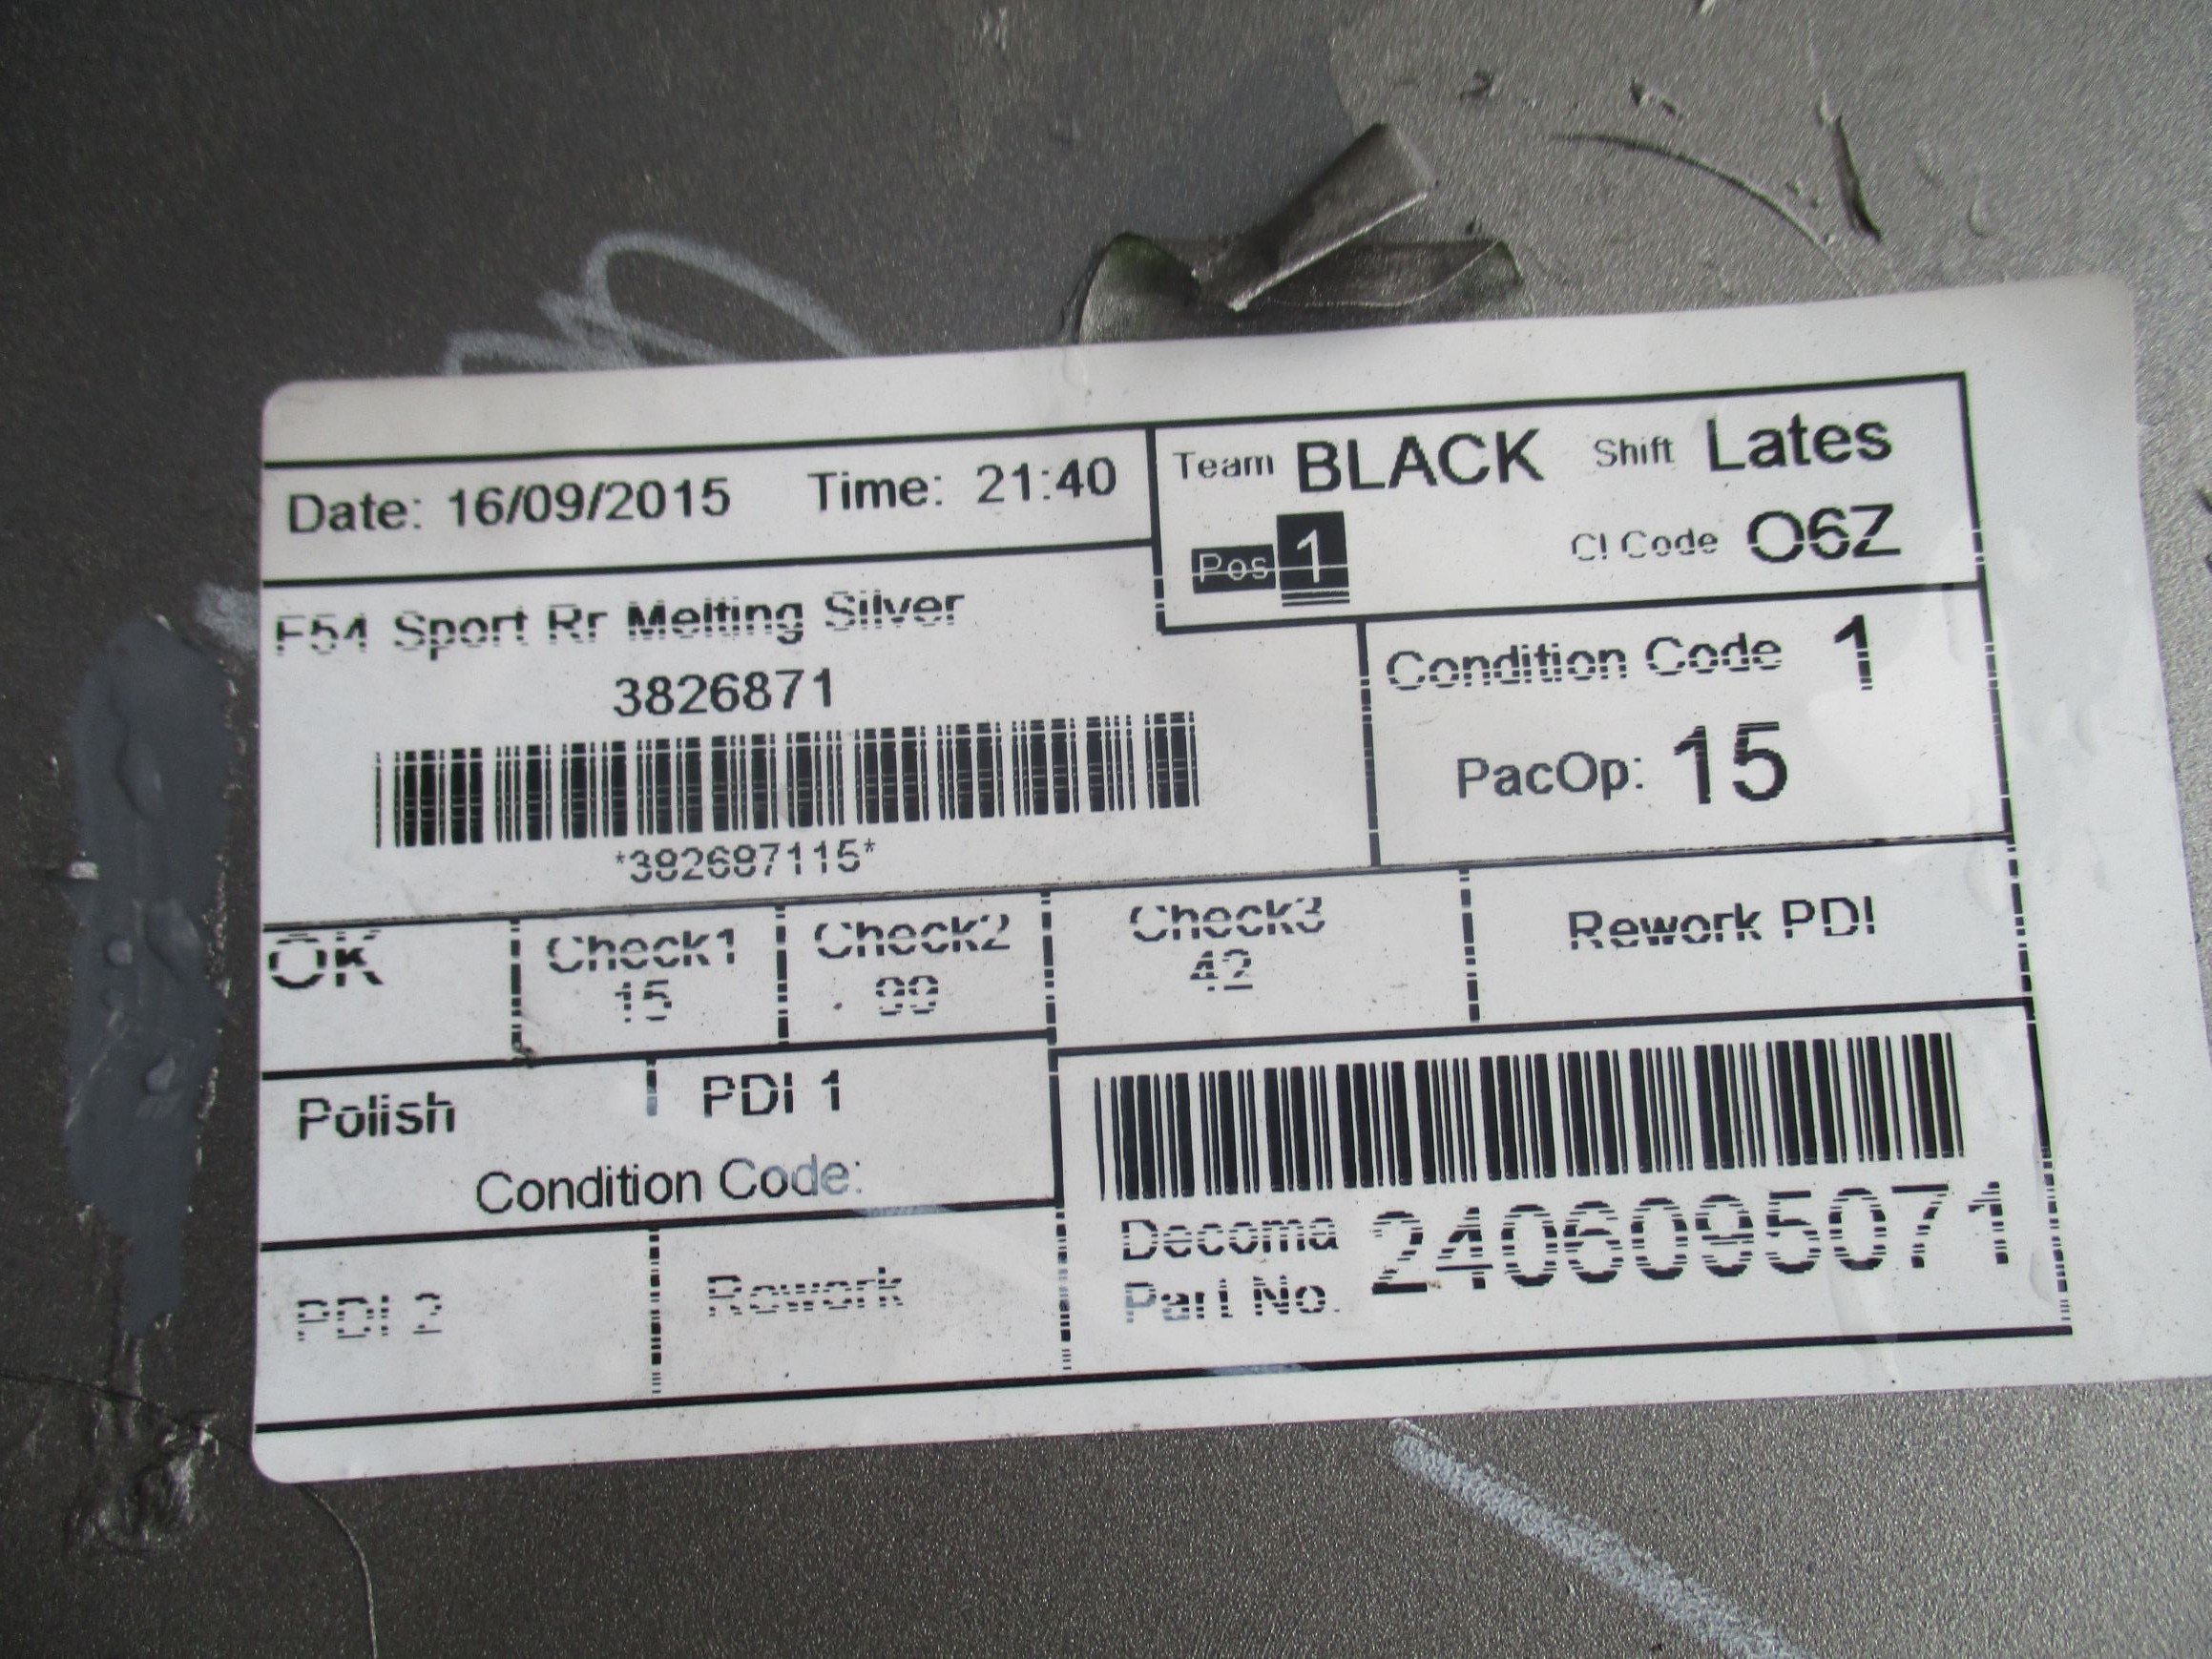 Date: 16/09/2015 Time: 21:40
Team BLACK Shift Lates
Pos 1 CI Code O6Z
F54 Sport Rr Melting Silver
3826871
*382687115*
Condition Code 1
PacOp: 15
OK Check1 Check2 Check3 Rework PDI
15 99 42
Polish PDI 1
Condition Code:
PDI 2 Rework
Decoma 2406095071
Part No.